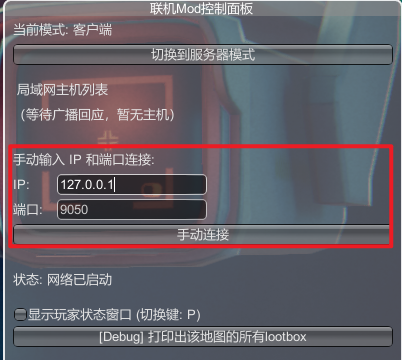 联机Mod控制面板
当前模式: 客户端
切换到服务器模式
局域网主机列表
（等待广播回应，暂无主机）
手动输入 IP 和端口连接:
IP: 127.0.0.1
端口: 9050
手动连接
状态: 网络已启动
显示玩家状态窗口 (切换键: P)
[Debug] 打印出该地图的所有lootbox